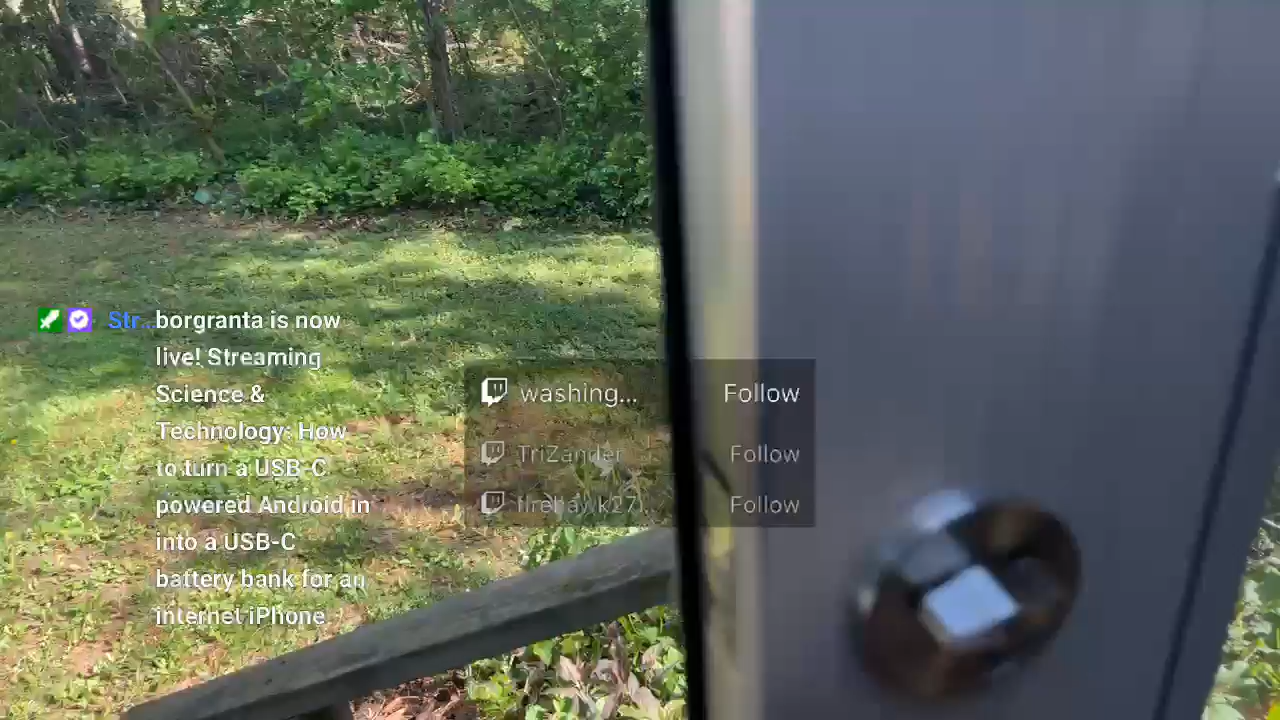 Str...borgranta is now
live! Streaming
Science &
Technology: How
to turn a USB-C
powered Android in
into a USB-C
battery bank for an
internet iPhone
washing... Follow
TriZander Follow
firehawk27i... Follow